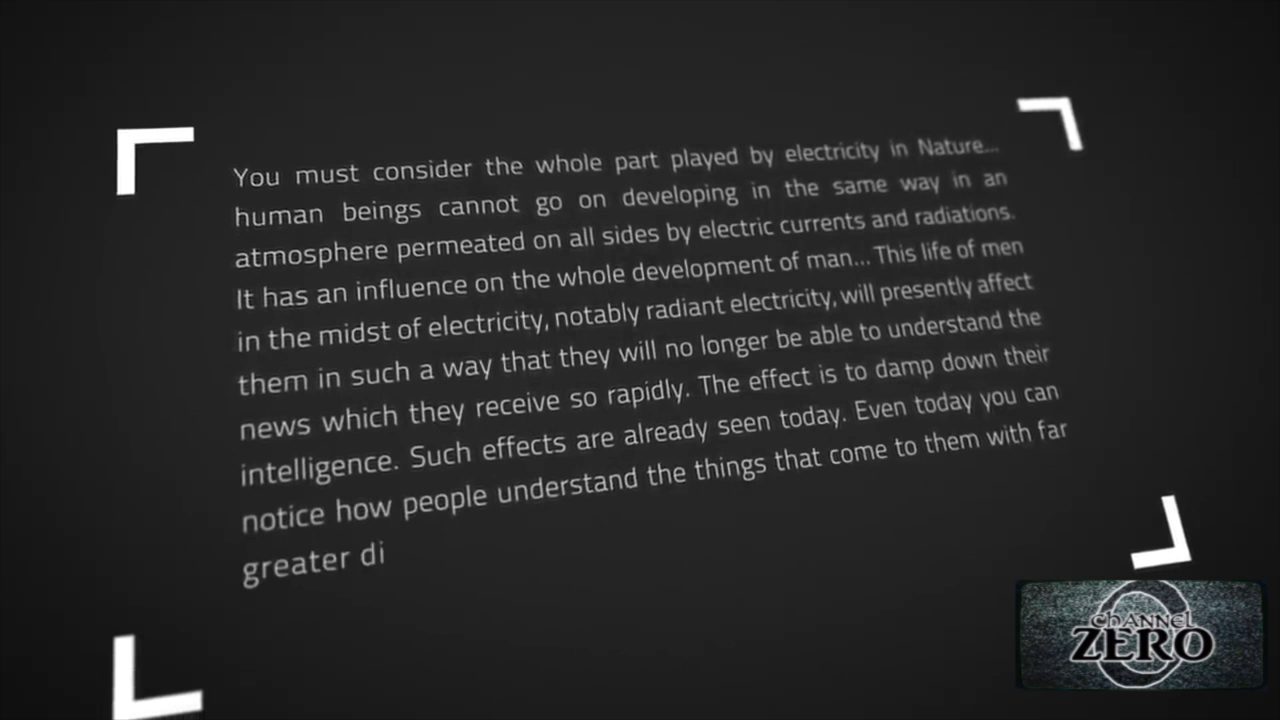 You must consider the whole part played by electricity in Nature...
human beings cannot go on developing in the same way in an
atmosphere permeated on all sides by electric currents and radiations.
It has an influence on the whole development of man... This life of men
in the midst of electricity, notably radiant electricity, will presently affect
them in such a way that they will no longer be able to understand the
news which they receive so rapidly. The effect is to damp down their
intelligence. Such effects are already seen today. Even today you can
notice how people understand the things that come to them with far
greater di
chANNEL
ZERO